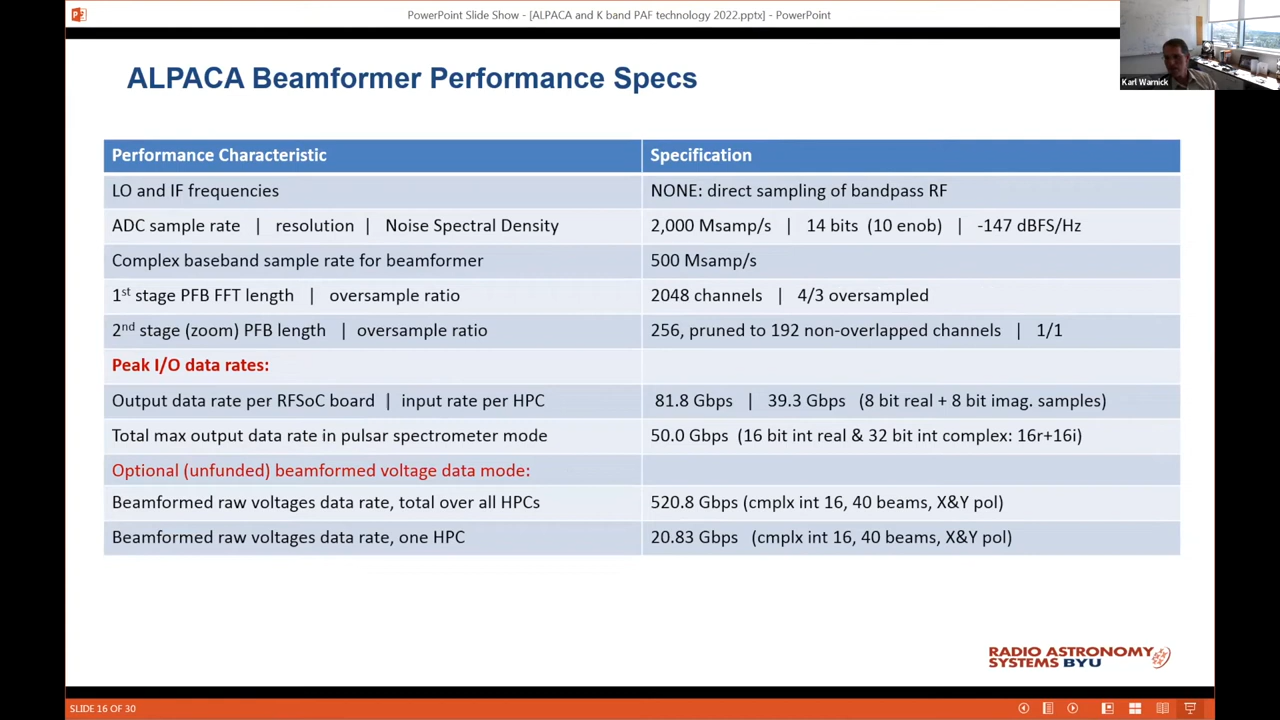 PowerPoint Slide Show - [ALPACA and K band PAF technology 2022.pptx] - PowerPoint
Karl Warnick
ALPACA Beamformer Performance Specs
Performance Characteristic | Specification
LO and IF frequencies | NONE: direct sampling of bandpass RF
ADC sample rate | resolution | Noise Spectral Density | 2,000 Msamp/s | 14 bits (10 enob) | -147 dBFS/Hz
Complex baseband sample rate for beamformer | 500 Msamp/s
1st stage PFB FFT length | oversample ratio | 2048 channels | 4/3 oversampled
2nd stage (zoom) PFB length | oversample ratio | 256, pruned to 192 non-overlapped channels | 1/1
Peak I/O data rates:
Output data rate per RFSoC board | input rate per HPC | 81.8 Gbps | 39.3 Gbps (8 bit real + 8 bit imag. samples)
Total max output data rate in pulsar spectrometer mode | 50.0 Gbps (16 bit int real & 32 bit int complex: 16r+16i)
Optional (unfunded) beamformed voltage data mode:
Beamformed raw voltages data rate, total over all HPCs | 520.8 Gbps (cmplx int 16, 40 beams, X&Y pol)
Beamformed raw voltages data rate, one HPC | 20.83 Gbps (cmplx int 16, 40 beams, X&Y pol)
RADIO ASTRONOMY
SYSTEMS BYU
SLIDE 16 OF 30